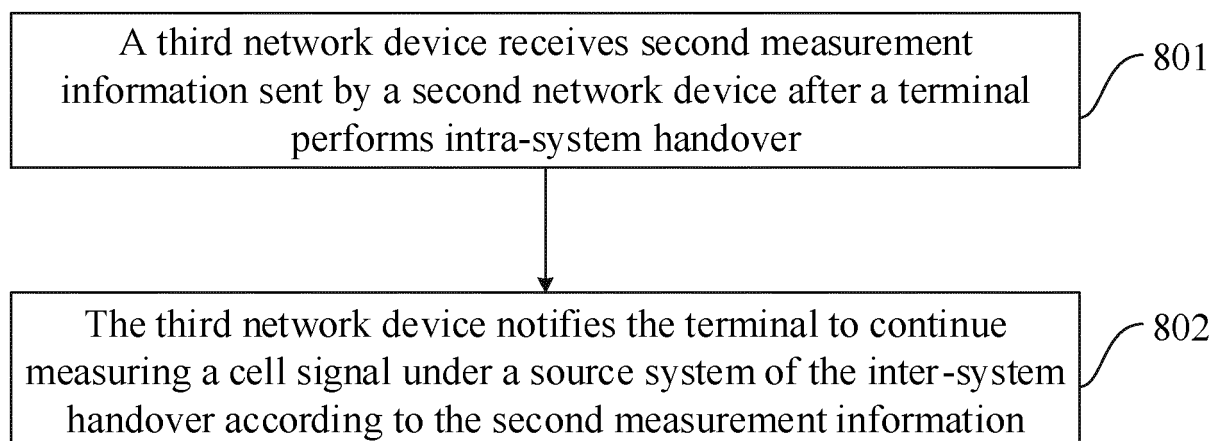 A third network device receives second measurement
information sent by a second network device after a terminal
performs intra-system handover
801
The third network device notifies the terminal to continue
measuring a cell signal under a source system of the inter-system
handover according to the second measurement information
802